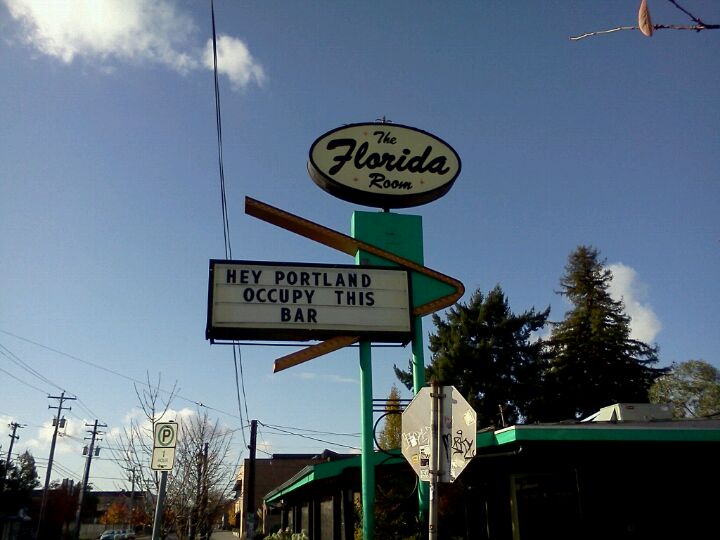 The
Florida
Room
HEY PORTLAND
OCCUPY THIS
BAR
P